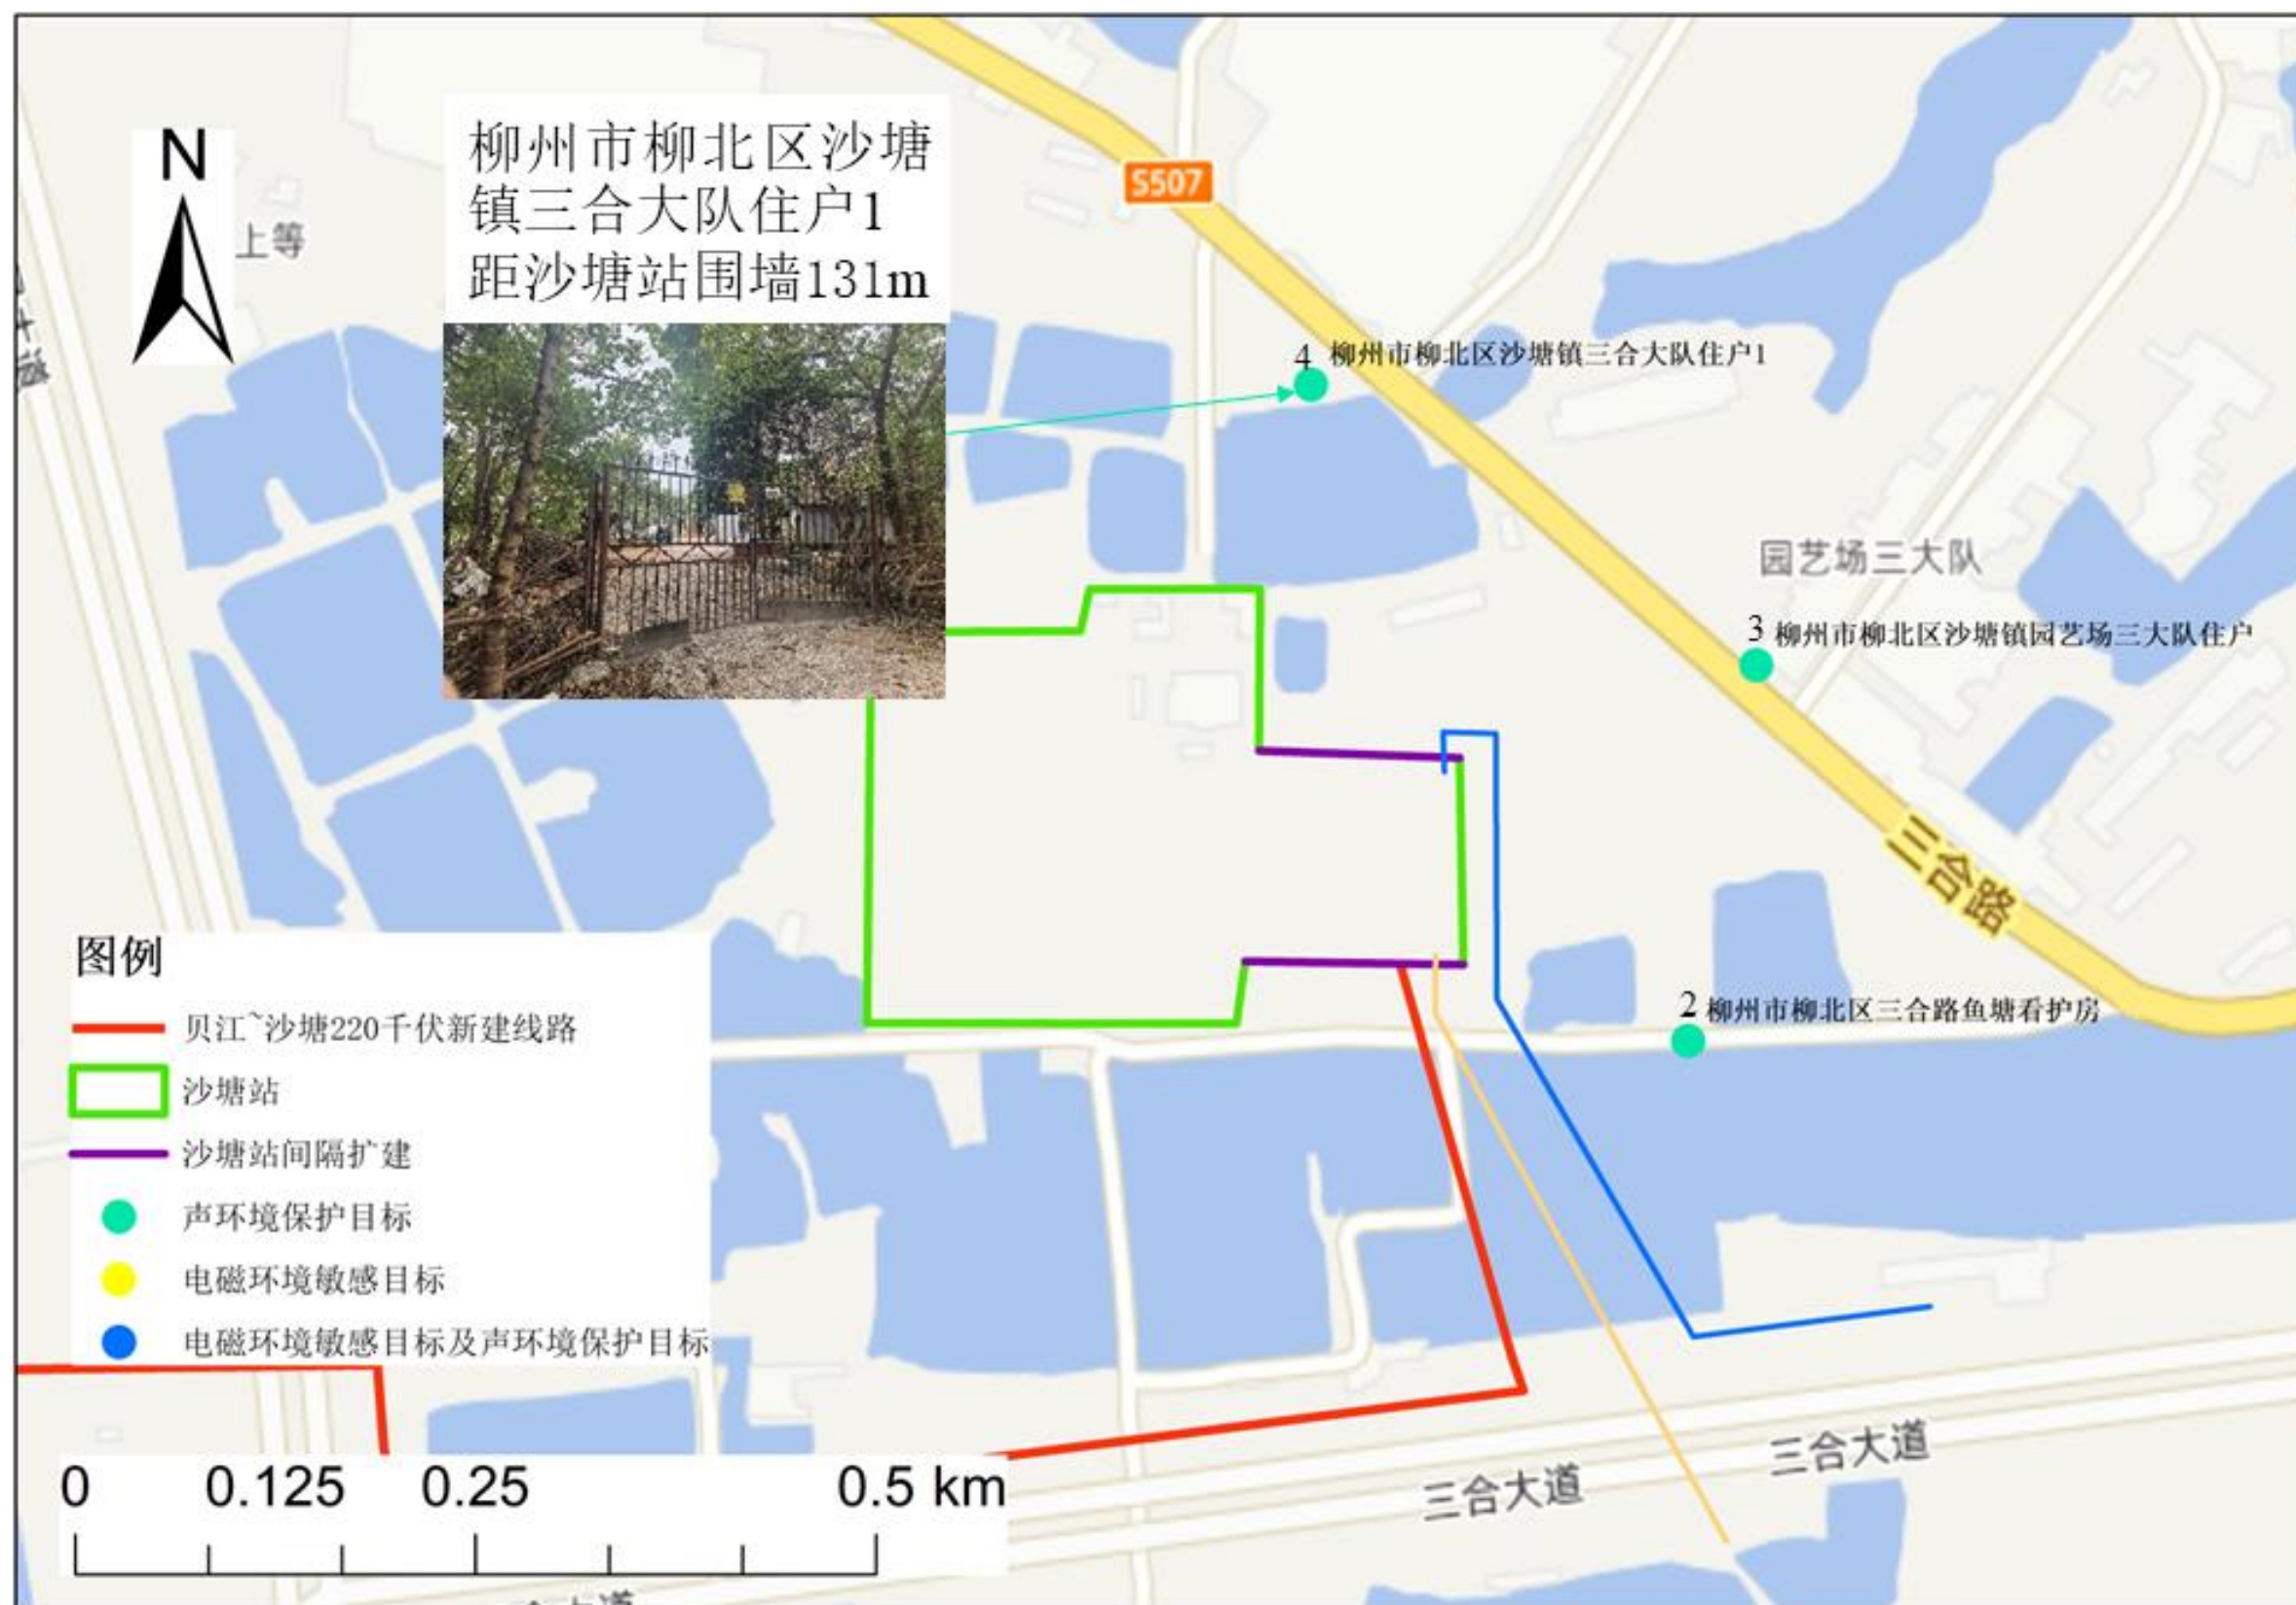 N
上等
柳州市柳北区沙塘
镇三合大队住户1
距沙塘站围墙131m
S507
4 柳州市柳北区沙塘镇三合大队住户1
园艺场三大队
3 柳州市柳北区沙塘镇园艺场三大队住户
三合路
2 柳州市柳北区三合路鱼塘看护房
图例
贝江~沙塘220千伏新建线路
沙塘站
沙塘站间隔扩建
声环境保护目标
电磁环境敏感目标
电磁环境敏感目标及声环境保护目标
三合大道
三合大道
0 0.125 0.25 0.5 km